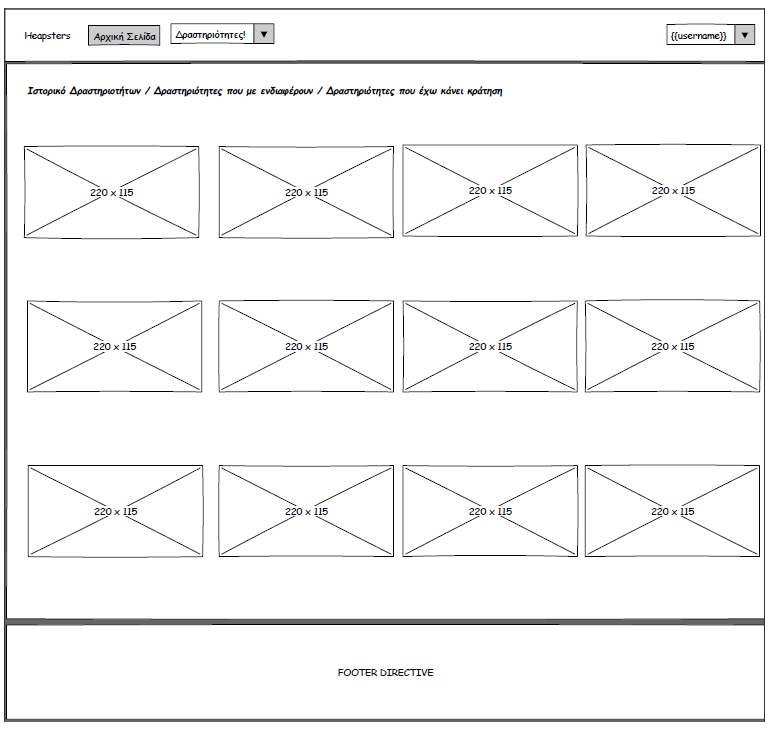 Heapsters Αρχική Σελίδα Δραστηριότητες! ▼ {{username}} ▼
Ιστορικό Δραστηριοτήτων / Δραστηριότητες που με ενδιαφέρουν / Δραστηριότητες που έχω κάνει κράτηση
220 x 115 220 x 115 220 x 115 220 x 115
220 x 115 220 x 115 220 x 115 220 x 115
220 x 115 220 x 115 220 x 115 220 x 115
FOOTER DIRECTIVE